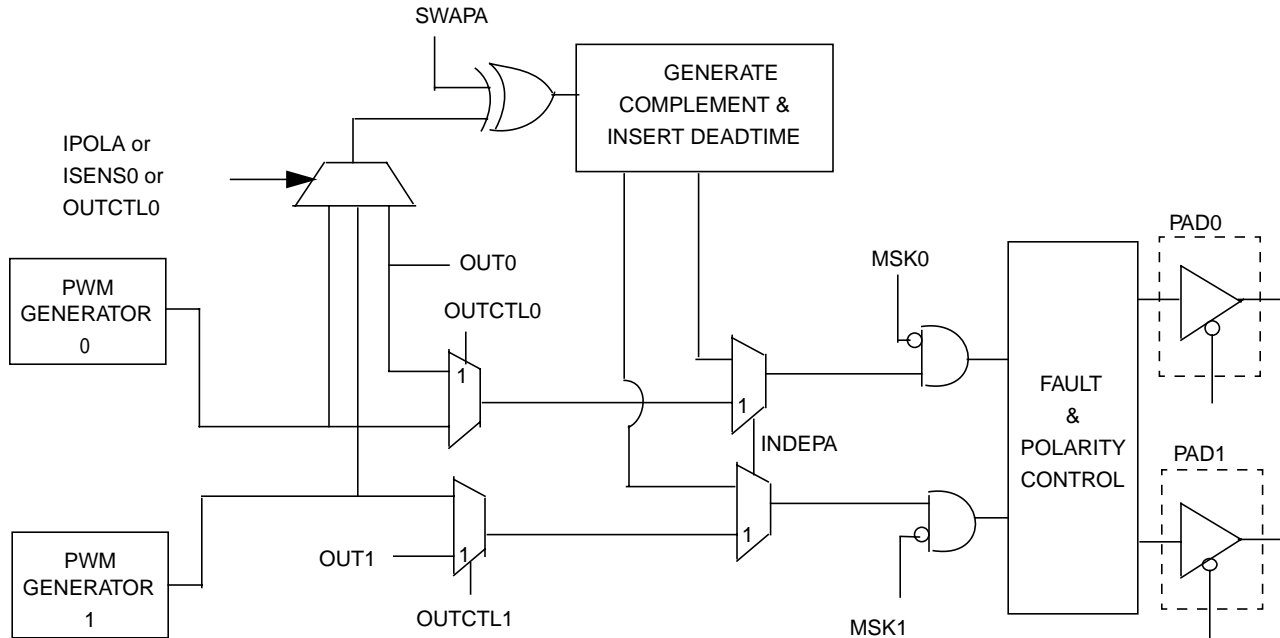 SWAPA
GENERATE
COMPLEMENT &
INSERT DEADTIME
IPOLA or
ISENS0 or
OUTCTL0
PAD0
PWM
GENERATOR
0
OUT0
MSK0
OUTCTL0
1
1
FAULT
&
POLARITY
CONTROL
INDEPA
PAD1
PWM
GENERATOR
1
OUT1
1
1
OUTCTL1
MSK1